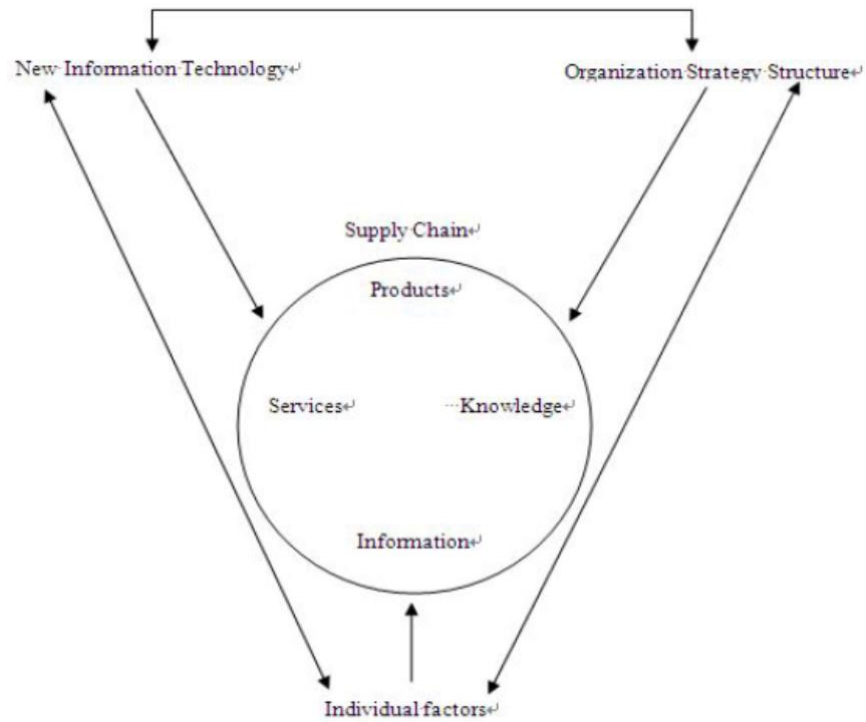 New Information Technology
Organization Strategy Structure
Supply Chain
Products
Services
Knowledge
Information
Individual factors